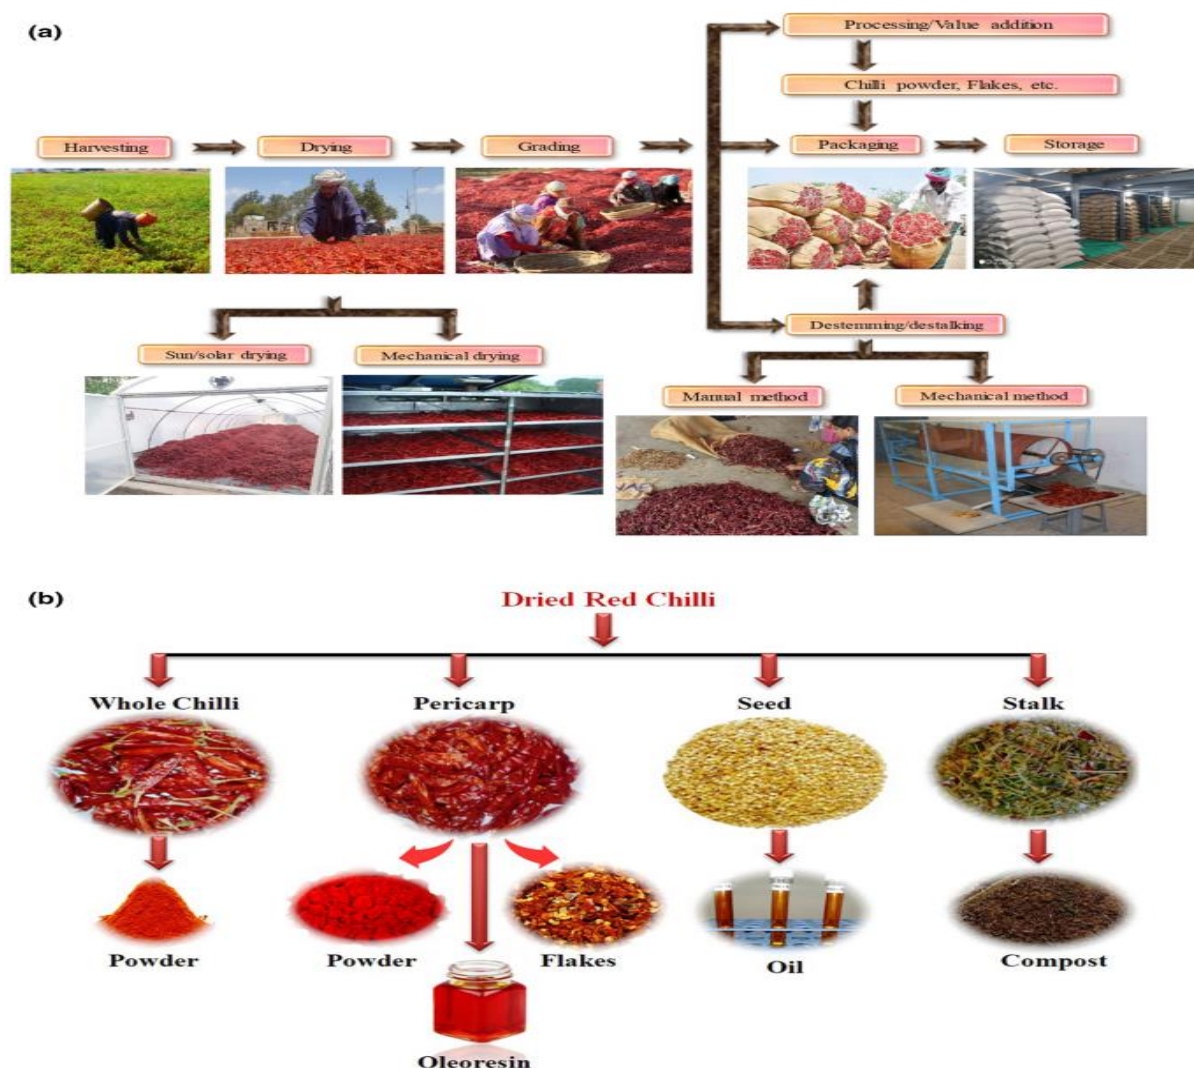 (a)
Processing/Value addition
Chilli powder, Flakes, etc.
Harvesting
Drying
Grading
Packaging
Storage
Destemming/destalking
Sun/solar drying
Mechanical drying
Manual method
Mechanical method
(b)
Dried Red Chilli
Whole Chilli
Pericarp
Seed
Stalk
Powder
Powder
Flakes
Oil
Compost
Oleoresin